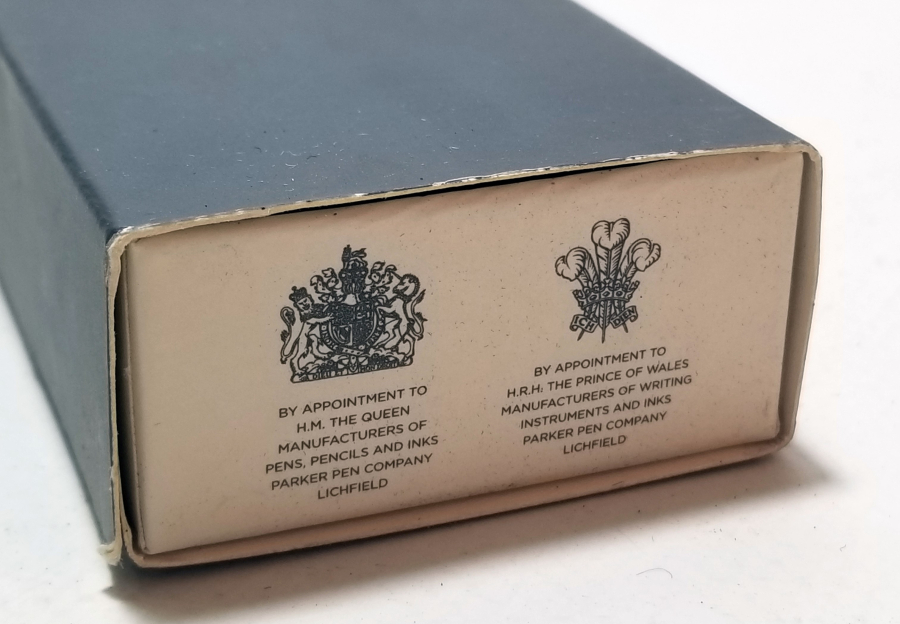 BY APPOINTMENT TO
H.M. THE QUEEN
MANUFACTURERS OF
PENS, PENCILS AND INKS
PARKER PEN COMPANY
LICHFIELD
BY APPOINTMENT TO
H.R.H. THE PRINCE OF WALES
MANUFACTURERS OF WRITING
INSTRUMENTS AND INKS
PARKER PEN COMPANY
LICHFIELD